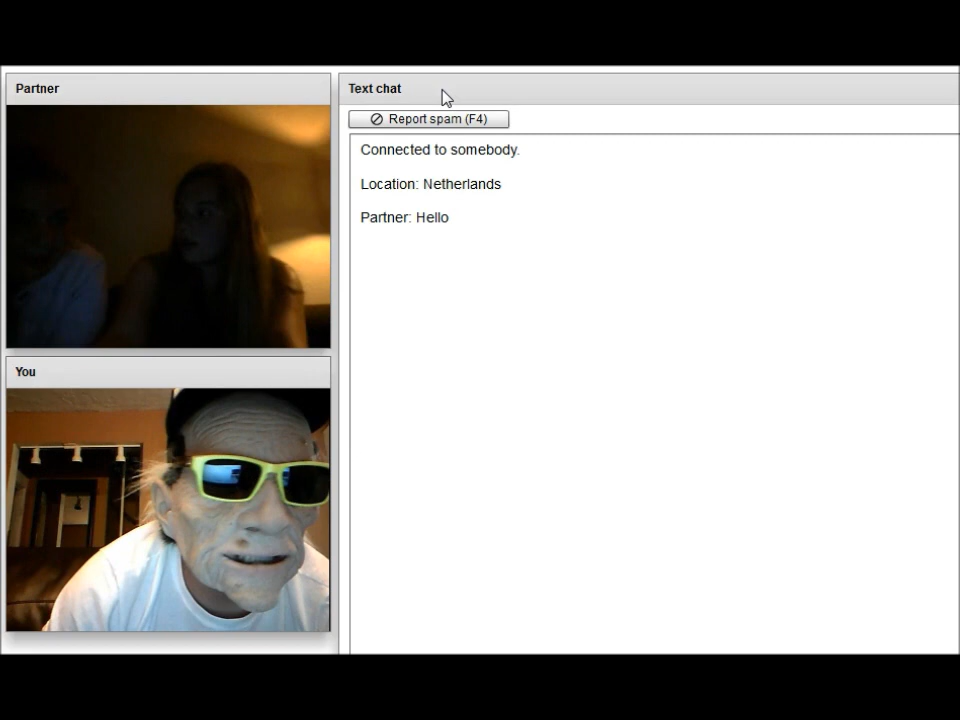 Partner
Text chat
Report spam (F4)
Connected to somebody.
Location: Netherlands
Partner: Hello
You